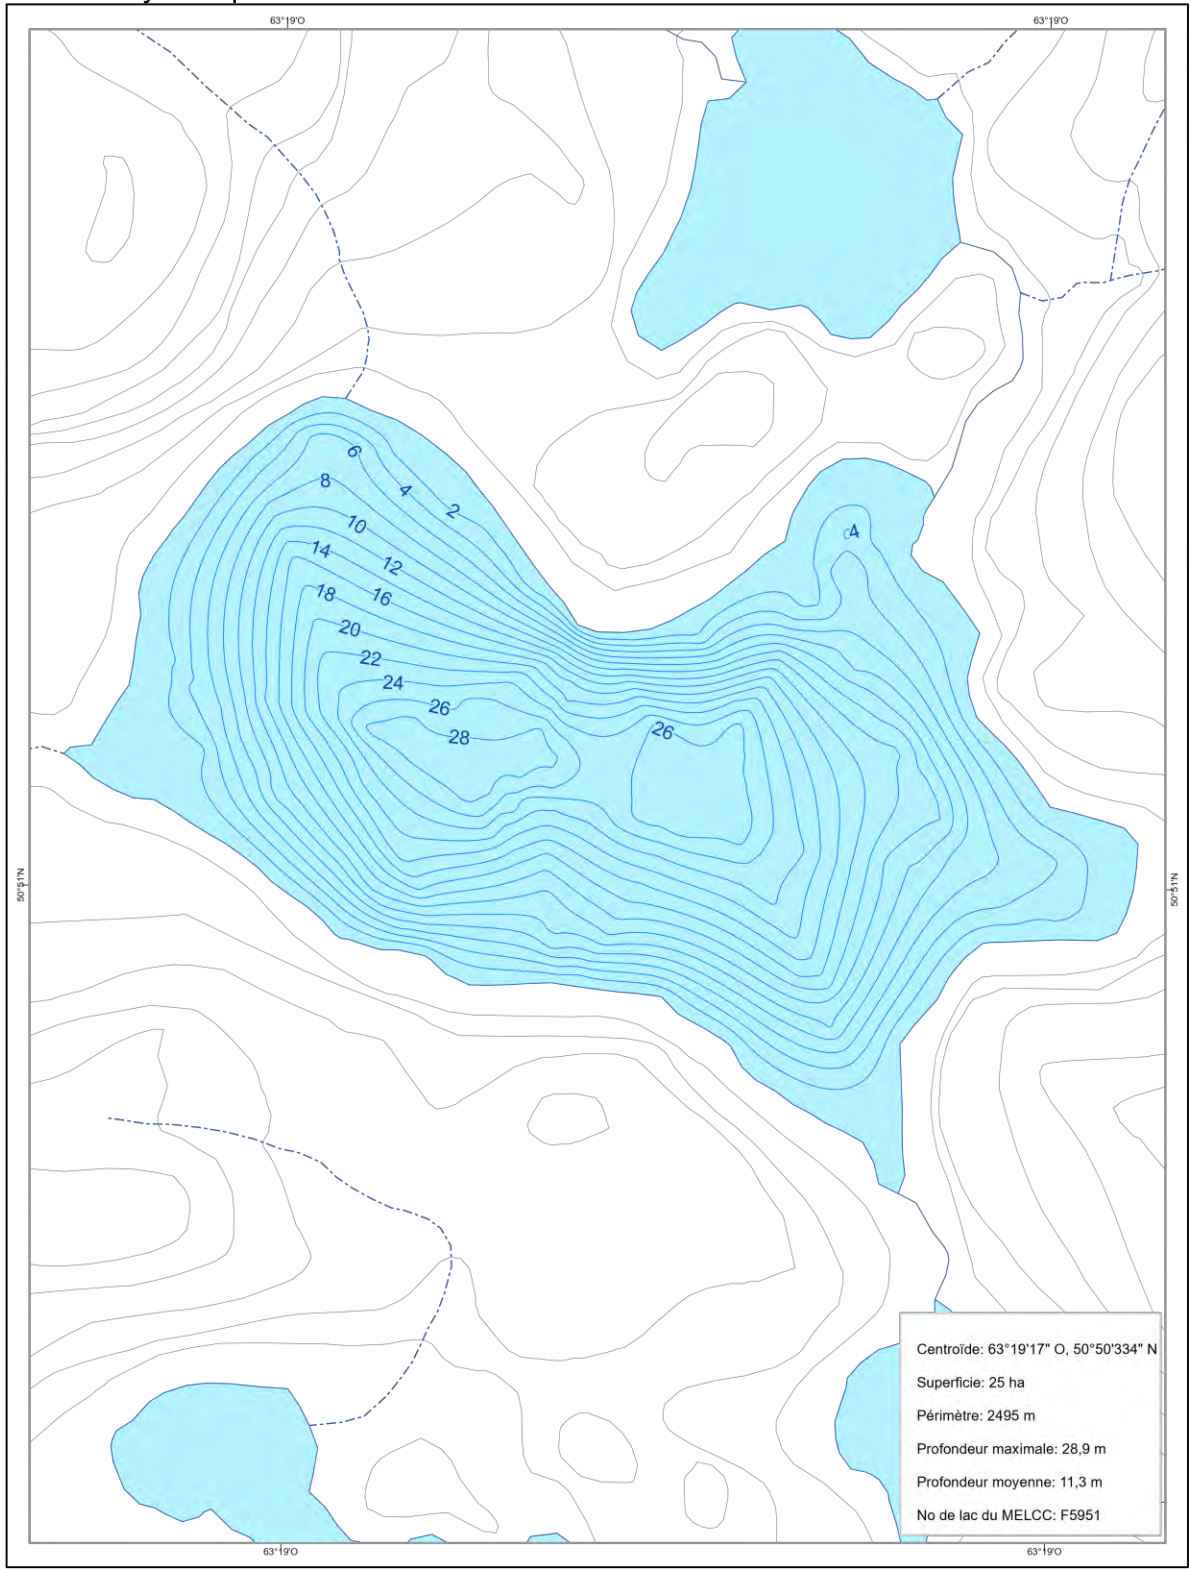 63°19'O 63°19'O
6
8
4
2
10
4
14
12
18
16
20
22
24
26
26
28
50°51'N 50°51'N
Centroïde: 63°19'17" O, 50°50'334" N
Superficie: 25 ha
Périmètre: 2495 m
Profondeur maximale: 28,9 m
Profondeur moyenne: 11,3 m
No de lac du MELCC: F5951
63°19'O 63°19'O